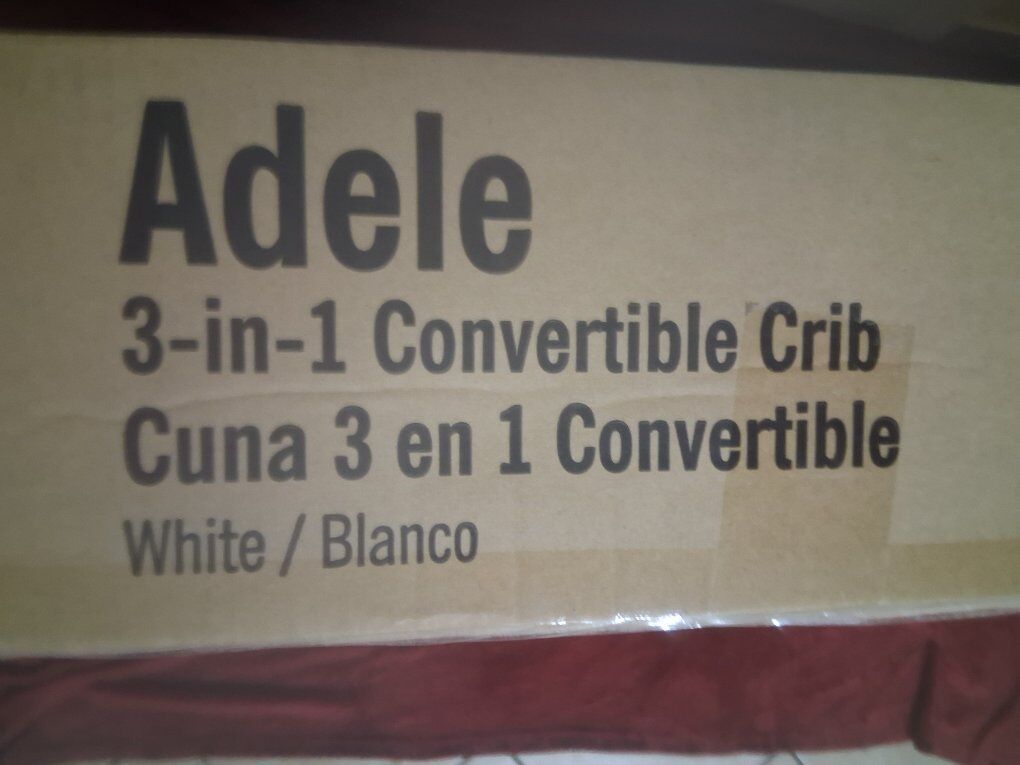 Adele
3-in-1 Convertible Crib
Cuna 3 en 1 Convertible
White / Blanco